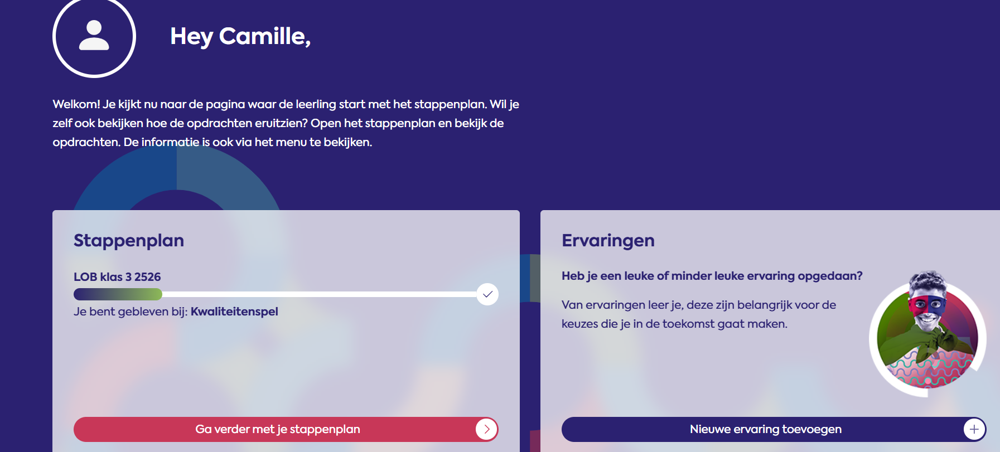 Hey Camille,
Welkom! Je kijkt nu naar de pagina waar de leerling start met het stappenplan. Wil je
zelf ook bekijken hoe de opdrachten eruitzien? Open het stappenplan en bekijk de
opdrachten. De informatie is ook via het menu te bekijken.
Stappenplan
LOB klas 3 2526
Je bent gebleven bij: Kwaliteitenspel
Ga verder met je stappenplan
Ervaringen
Heb je een leuke of minder leuke ervaring opgedaan?
Van ervaringen leer je, deze zijn belangrijk voor de
keuzes die je in de toekomst gaat maken.
Nieuwe ervaring toevoegen